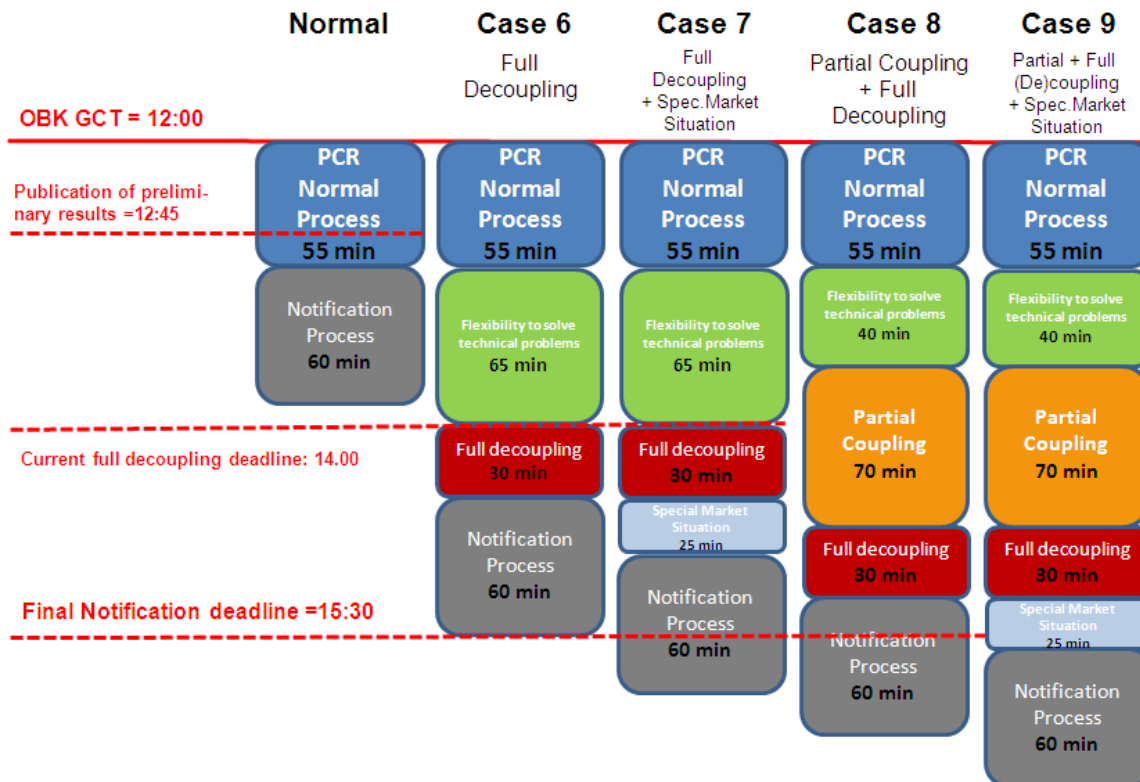 Normal
Case 6
Case 7
Case 8
Case 9
Full
Decoupling
Full
Decoupling
+ Spec.Market
Situation
Partial Coupling
+ Full
Decoupling
Partial + Full
(De)coupling
+ Spec.Market
Situation
OBK GCT = 12:00
Publication of prelimi-
nary results =12:45
PCR
Normal
Process
55 min
PCR
Normal
Process
55 min
PCR
Normal
Process
55 min
PCR
Normal
Process
55 min
PCR
Normal
Process
55 min
Notification
Process
60 min
Flexibility to solve
technical problems
65 min
Flexibility to solve
technical problems
65 min
Flexibility to solve
technical problems
40 min
Flexibility to solve
technical problems
40 min
Partial
Coupling
70 min
Partial
Coupling
70 min
Current full decoupling deadline: 14.00
Full decoupling
30 min
Full decoupling
30 min
Special Market
Situation
25 min
Notification
Process
60 min
Notification
Process
60 min
Full decoupling
30 min
Full decoupling
30 min
Final Notification deadline =15:30
Notification
Process
60 min
Special Market
Situation
25 min
Notification
Process
60 min